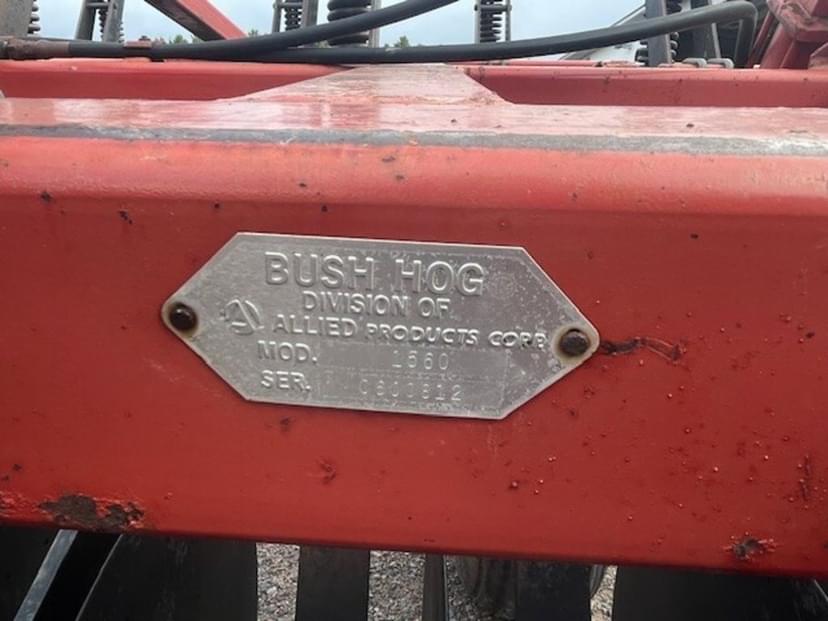 BUSH HOG
DIVISION OF
ALLIED PRODUCTS CORP.
MOD. 1560
SER.